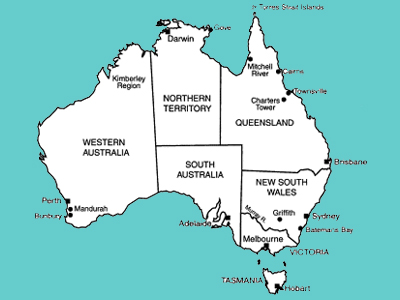 Torres Strait Islands
Gove
Darwin
Mitchell
River
Cairns
Kimberley
Region
Townsville
NORTHERN
TERRITORY
Charters
Tower
QUEENSLAND
WESTERN
AUSTRALIA
Brisbane
SOUTH
AUSTRALIA
NEW SOUTH
WALES
Perth
Mandurah
Bunbury
Murray R
Griffith
Sydney
Adelaide
Batemans Bay
Melbourne
VICTORIA
TASMANIA
Hobart